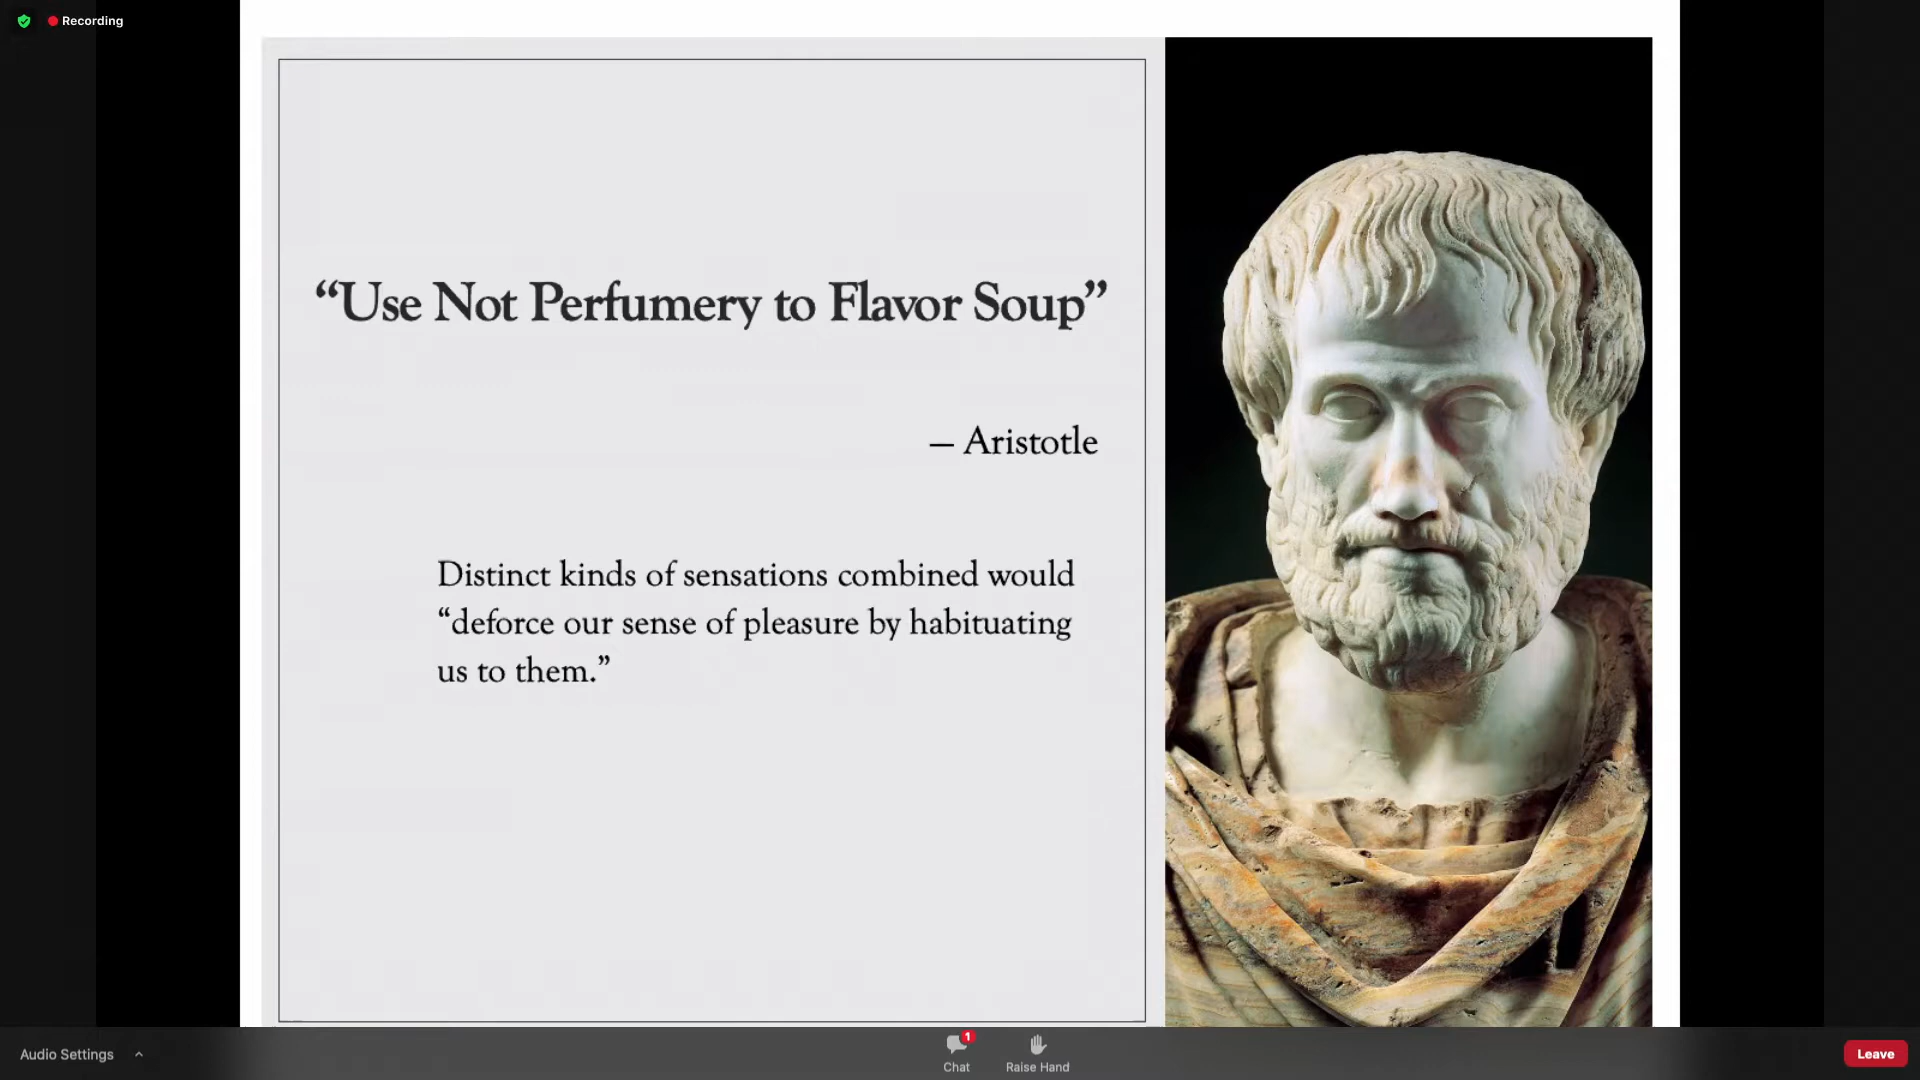 Recording
“Use Not Perfumery to Flavor Soup”
– Aristotle
Distinct kinds of sensations combined would
“deforce our sense of pleasure by habituating
us to them.”
Audio Settings
1
Chat
Raise Hand
Leave